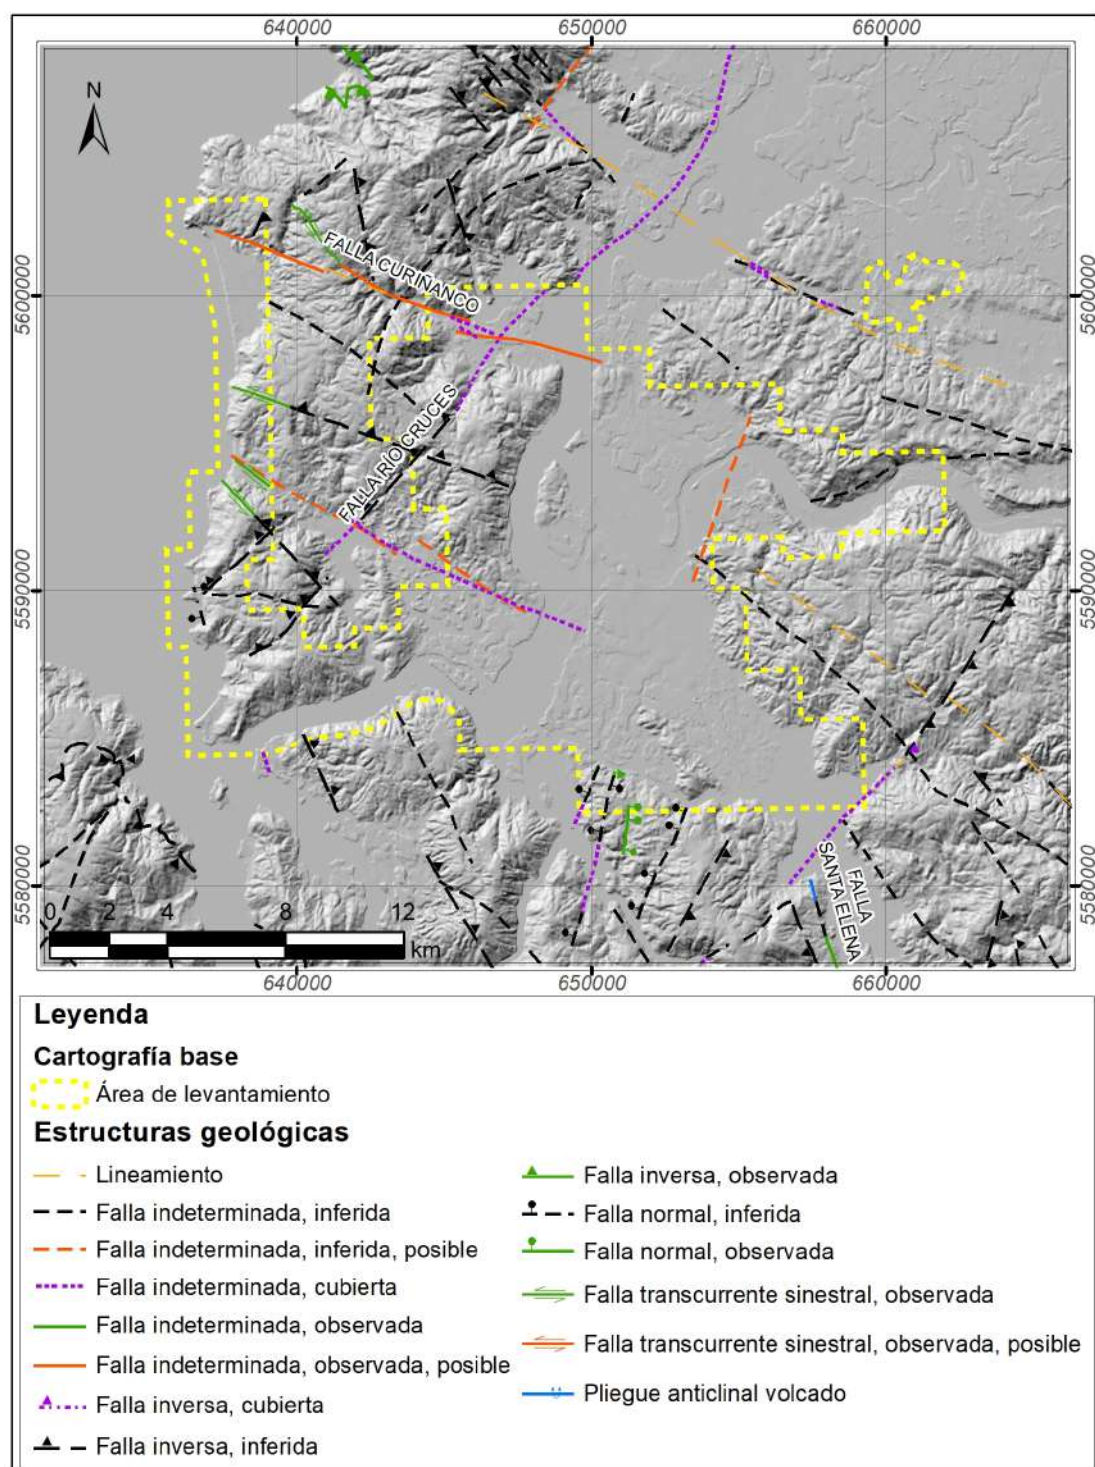 640000 650000 660000
N
FALLA CURIÑANCO
5600000 5600000
FALLA RÍO CRUCES
5590000 5590000
FALLA
SANTA ELENA
5580000 5580000
0 2 4 8 12
km
640000 650000 660000
Leyenda
Cartografía base
Área de levantamiento
Estructuras geológicas
Lineamiento
Falla indeterminada, inferida
Falla indeterminada, inferida, posible
Falla indeterminada, cubierta
Falla indeterminada, observada
Falla indeterminada, observada, posible
Falla inversa, cubierta
Falla inversa, inferida
Falla inversa, observada
Falla normal, inferida
Falla normal, observada
Falla transcurrente sinestral, observada
Falla transcurrente sinestral, observada, posible
Pliegue anticlinal volcado